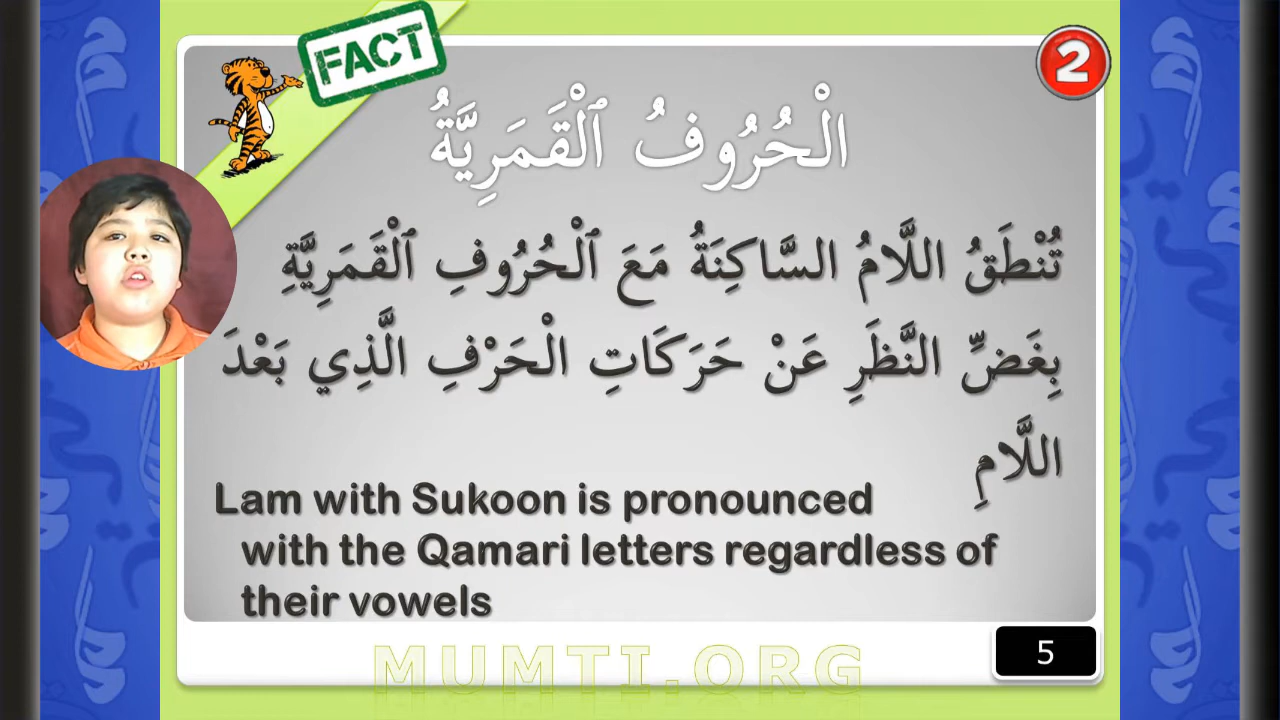 FACT
2
الْحُرُوفُ ٱلْقَمَرِيَّةُ
تُنْطَقُ اللَّامُ السَّاكِنَةُ مَعَ ٱلْحُرُوفِ ٱلْقَمَرِيَّةِ
بِغَضِّ النَّظَرِ عَنْ حَرَكَاتِ الْحَرْفِ الَّذِي بَعْدَ
اللَّامِ
Lam with Sukoon is pronounced
with the Qamari letters regardless of
their vowels
5
MUMTI.ORG